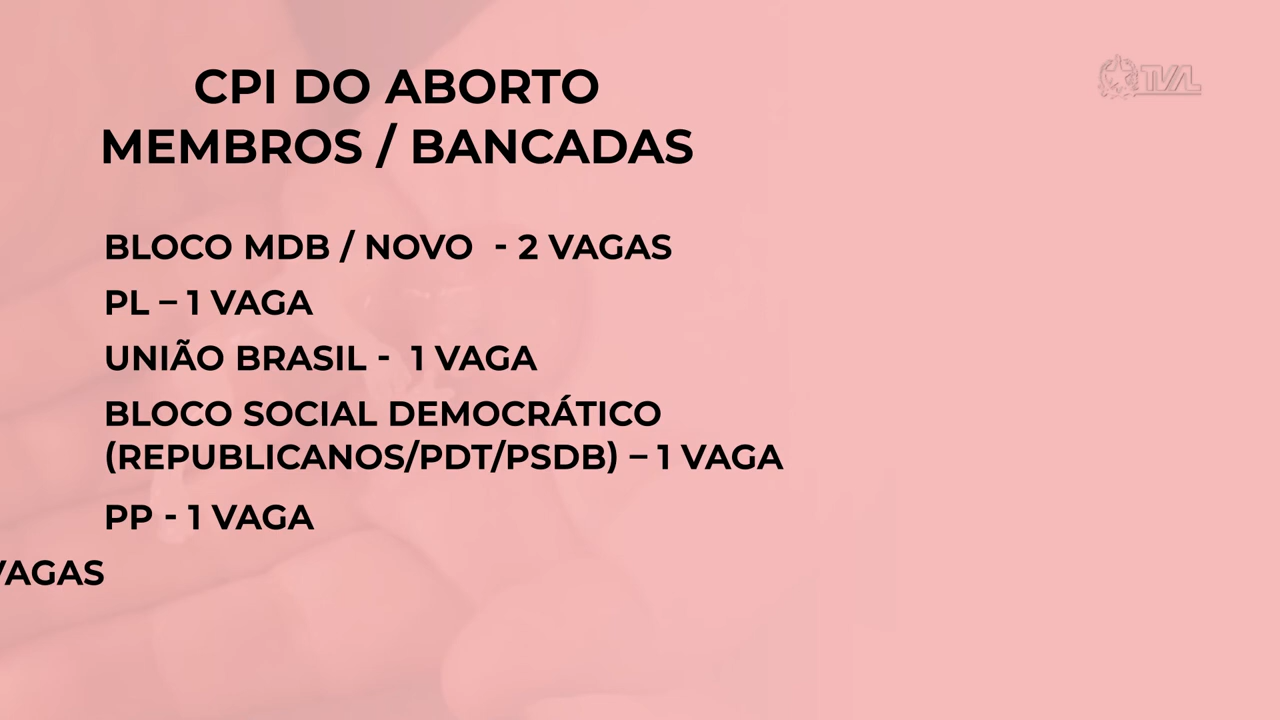 CPI DO ABORTO
MEMBROS / BANCADAS
TVAL
BLOCO MDB / NOVO - 2 VAGAS
PL – 1 VAGA
UNIÃO BRASIL - 1 VAGA
BLOCO SOCIAL DEMOCRÁTICO
(REPUBLICANOS/PDT/PSDB) – 1 VAGA
PP - 1 VAGA
VAGAS